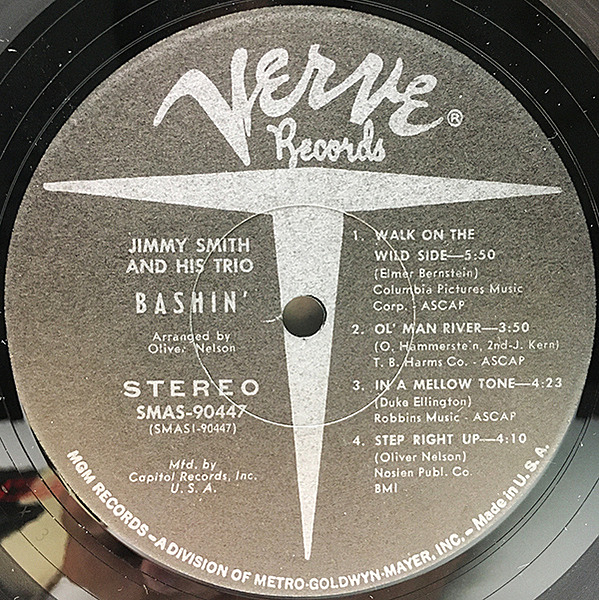 Verve®
Records
JIMMY SMITH
AND HIS TRIO
BASHIN'
Arranged by
Oliver Nelson
STEREO
SMAS-90447
(SMAS1-90447)
Mfd. by
Capitol Records, Inc.
U. S. A.
1. WALK ON THE
WILD SIDE—5:50
(Elmer Bernstein)
Columbia Pictures Music
Corp. - ASCAP
2. OL' MAN RIVER—3:50
(O. Hammerstein, 2nd-J. Kern)
T. B. Harms Co. - ASCAP
3. IN A MELLOW TONE—4:23
(Duke Ellington)
Robbins Music - ASCAP
4. STEP RIGHT UP—4:10
(Oliver Nelson)
Noslen Publ. Co.
BMI
MGM RECORDS—A DIVISION OF METRO-GOLDWYN-MAYER, INC.—Made in U. S. A.